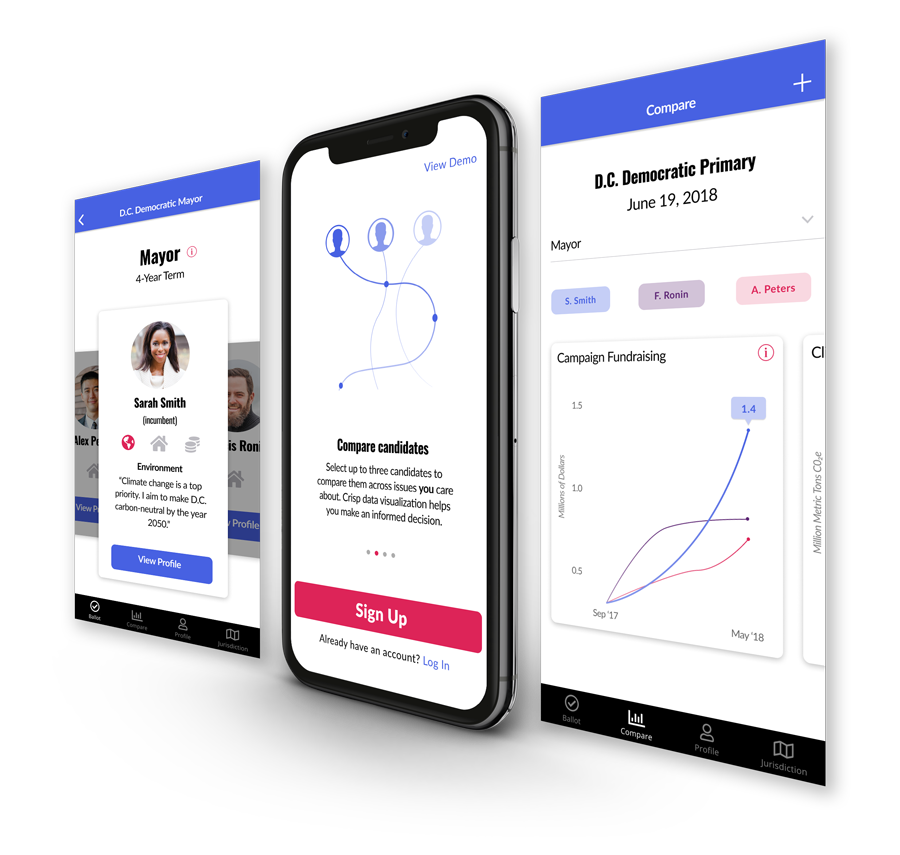 D.C. Democratic Mayor
Mayor
4-Year Term
Sarah Smith
(incumbent)
Environment
"Climate change is a top
priority. I aim to make D.C.
carbon-neutral by the year
2050."
View Profile
Alex Pe
View P
is Roni
v Profile
Ballot
Compare
Profile
Jurisdiction
View Demo
Compare candidates
Select up to three candidates to
compare them across issues you care
about. Crisp data visualization helps
you make an informed decision.
Sign Up
Already have an account? Log In
Compare
D.C. Democratic Primary
June 19, 2018
Mayor
S. Smith
F. Ronin
A. Peters
Campaign Fundraising
1.4
1.5
1.0
0.5
Millions of Dollars
Sep '17
May '18
Cl
Million Metric Tons CO₂e
Ballot
Compare
Profile
Jurisdiction